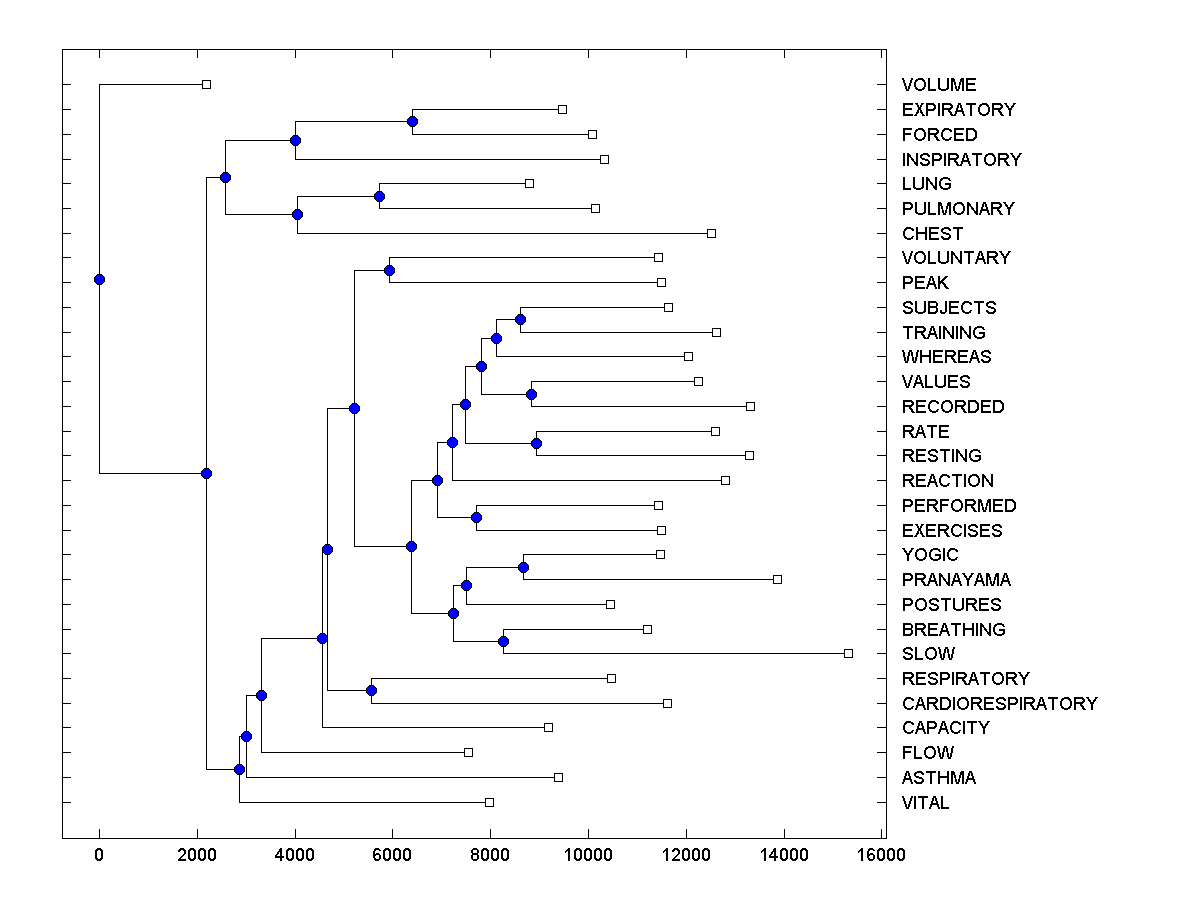 VOLUME
EXPIRATORY
FORCED
INSPIRATORY
LUNG
PULMONARY
CHEST
VOLUNTARY
PEAK
SUBJECTS
TRAINING
WHEREAS
VALUES
RECORDED
RATE
RESTING
REACTION
PERFORMED
EXERCISES
YOGIC
PRANAYAMA
POSTURES
BREATHING
SLOW
RESPIRATORY
CARDIORESPIRATORY
CAPACITY
FLOW
ASTHMA
VITAL
0 2000 4000 6000 8000 10000 12000 14000 16000